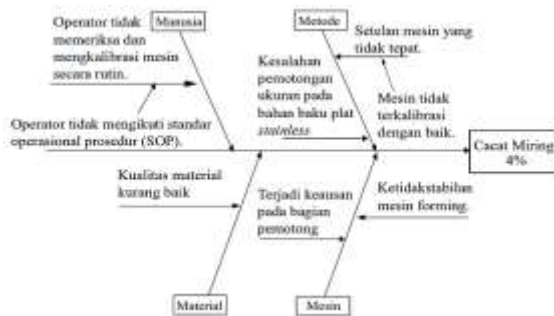 Operator tidak
memeriksa dan
mengkalibrasi mesin
secara rutin.
Manusia
Metode
Setelan mesin yang
tidak tepat.
Kesalahan
pemotongan
ukuran pada
bahan baku plat
stainless
Mesin tidak
terkalibrasi
dengan baik.
Operator tidak mengikuti standar
operasional prosedur (SOP).
Cacat Miring
4%
Kualitas material
kurang baik
Terjadi keausan
pada bagian
pemotong
Ketidakstabilan
mesin forming.
Material
Mesin